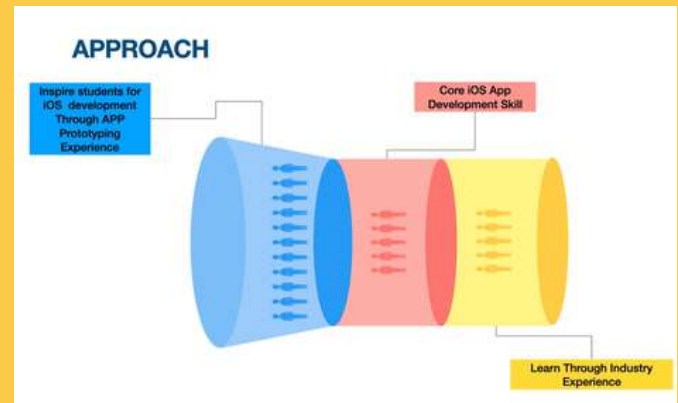 APPROACH
Inspire students for
iOS development
Through APP
Prototyping
Experience
Core iOS App
Development Skill
Learn Through Industry
Experience